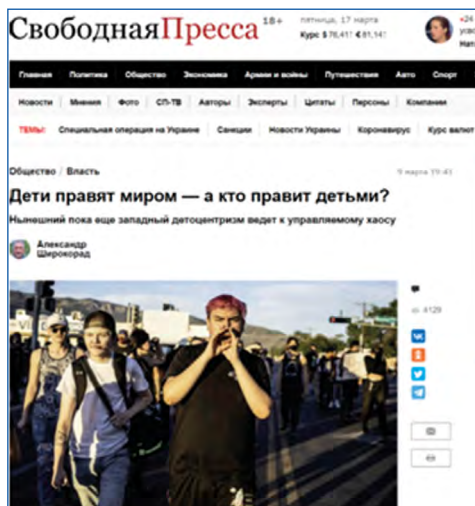 СвободнаяПресса 18+
пятница, 17 марта
Курс $ 76,41↑ € 81,14↑
Главная Политика Общество Экономика Армии и войны Путешествия Авто Спорт
Новости Мнения Фото СП-ТВ Авторы Эксперты Цитаты Персоны Компании
ТЕМЫ: Специальная операция на Украине Санкции Новости Украины Коронавирус Курс валют
Общество / Власть
9 марта 19:41
Дети правят миром — а кто правит детьми?
Нынешний пока еще западный детоцентризм ведет к управляемому хаосу
Александр
Широкорад
4128